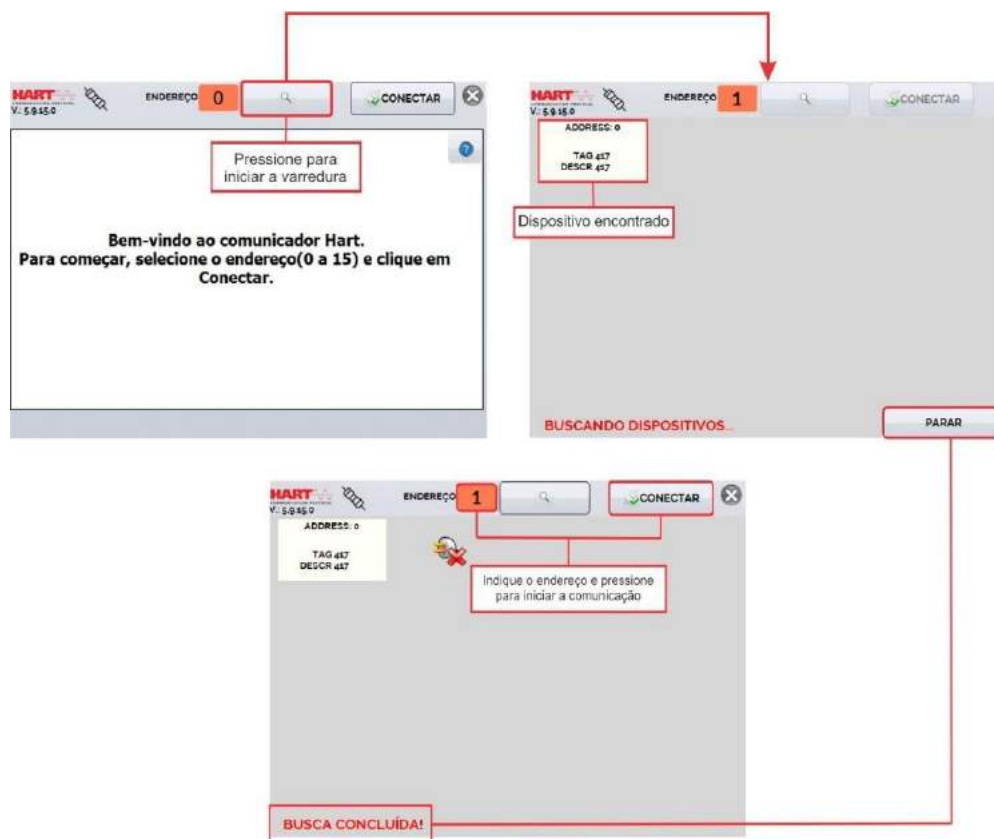 HART
V.: 5.9.15.0
ENDEREÇO 0
CONECTAR
Pressione para
iniciar a varredura
Bem-vindo ao comunicador Hart.
Para começar, selecione o endereço(0 a 15) e clique em
Conectar.
HART
V.: 5.9.15.0
ENDEREÇO 1
CONECTAR
ADDRESS: 0
TAG 417
DESCR 417
Dispositivo encontrado
BUSCANDO DISPOSITIVOS...
PARAR
HART
V.: 5.9.15.0
ENDEREÇO 1
CONECTAR
ADDRESS: 0
TAG 417
DESCR 417
Indique o endereço e pressione
para iniciar a comunicação
BUSCA CONCLUÍDA!